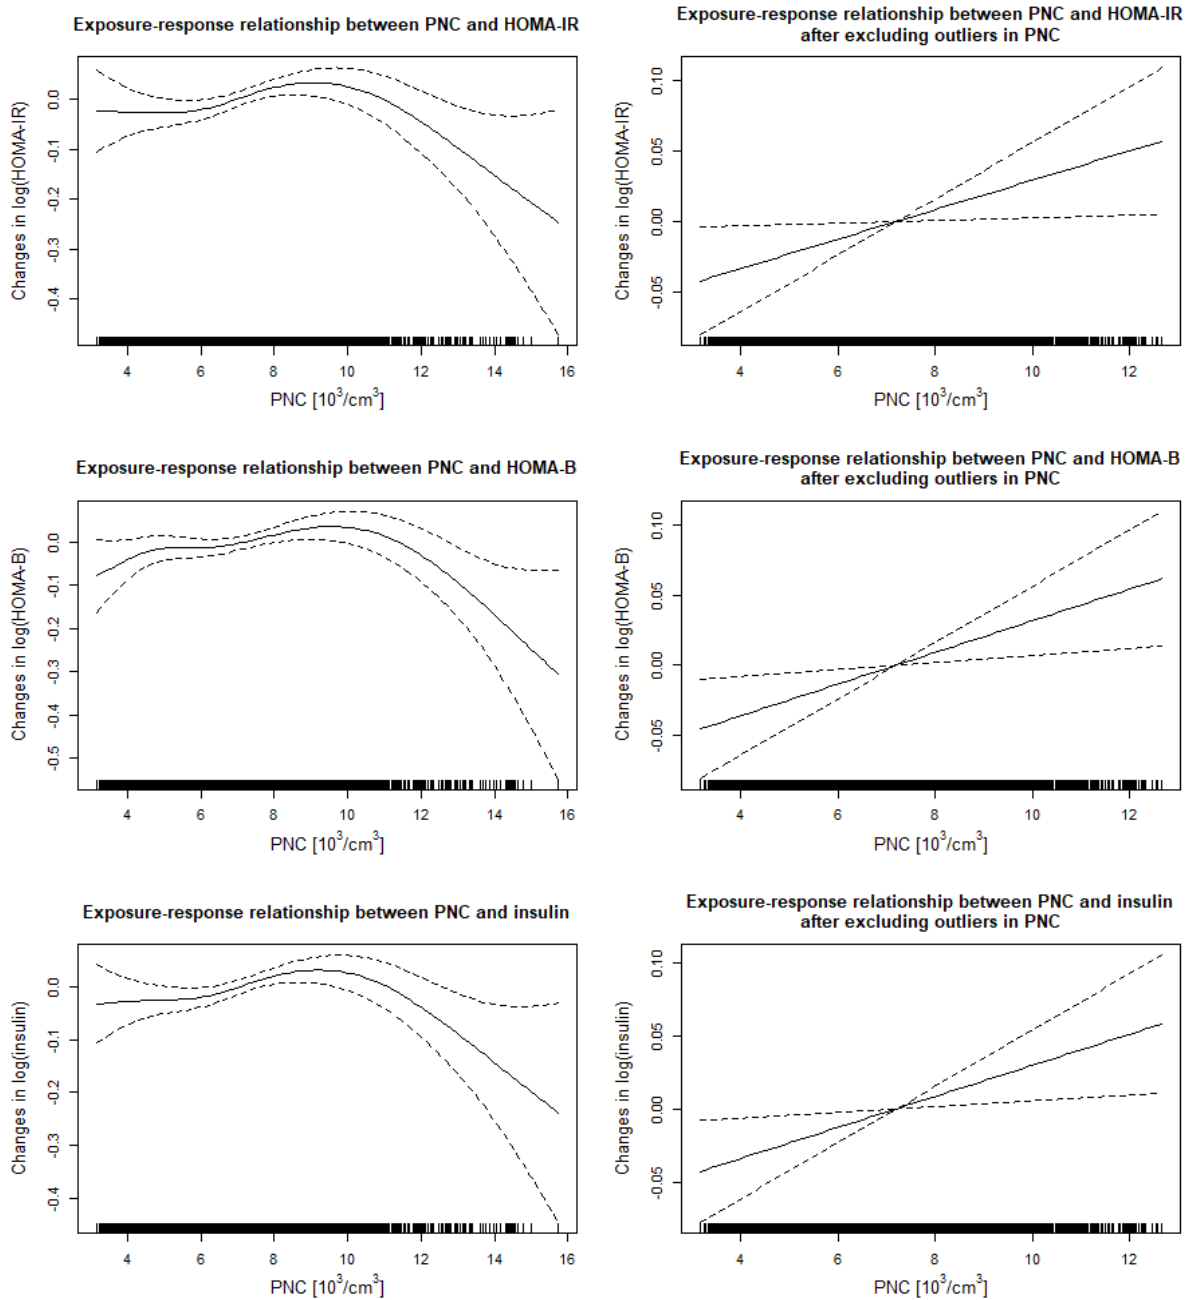 Exposure-response relationship between PNC and HOMA-IR
Changes in log(HOMA-IR)
0.0
-0.1
-0.2
-0.3
-0.4
4 6 8 10 12 14 16
PNC [10³/cm³]
Exposure-response relationship between PNC and HOMA-IR
after excluding outliers in PNC
Changes in log(HOMA-IR)
0.10
0.05
0.00
-0.05
4 6 8 10 12
PNC [10³/cm³]
Exposure-response relationship between PNC and HOMA-B
Changes in log(HOMA-B)
0.0
-0.1
-0.2
-0.3
-0.4
-0.5
4 6 8 10 12 14 16
PNC [10³/cm³]
Exposure-response relationship between PNC and HOMA-B
after excluding outliers in PNC
Changes in log(HOMA-B)
0.10
0.05
0.00
-0.05
4 6 8 10 12
PNC [10³/cm³]
Exposure-response relationship between PNC and insulin
Changes in log(insulin)
0.0
-0.1
-0.2
-0.3
-0.4
4 6 8 10 12 14 16
PNC [10³/cm³]
Exposure-response relationship between PNC and insulin
after excluding outliers in PNC
Changes in log(insulin)
0.10
0.05
0.00
-0.05
4 6 8 10 12
PNC [10³/cm³]